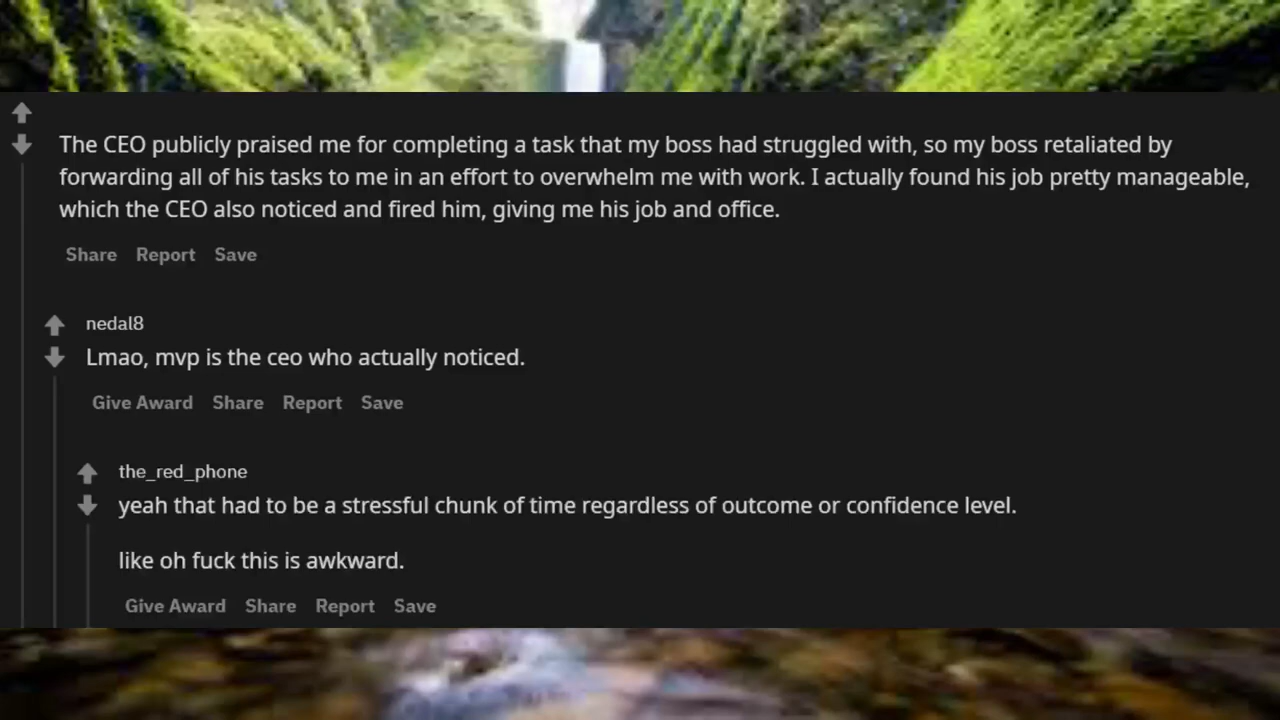 The CEO publicly praised me for completing a task that my boss had struggled with, so my boss retaliated by
forwarding all of his tasks to me in an effort to overwhelm me with work. I actually found his job pretty manageable,
which the CEO also noticed and fired him, giving me his job and office.
Share Report Save
nedal8
Lmao, mvp is the ceo who actually noticed.
Give Award Share Report Save
the_red_phone
yeah that had to be a stressful chunk of time regardless of outcome or confidence level.
like oh fuck this is awkward.
Give Award Share Report Save